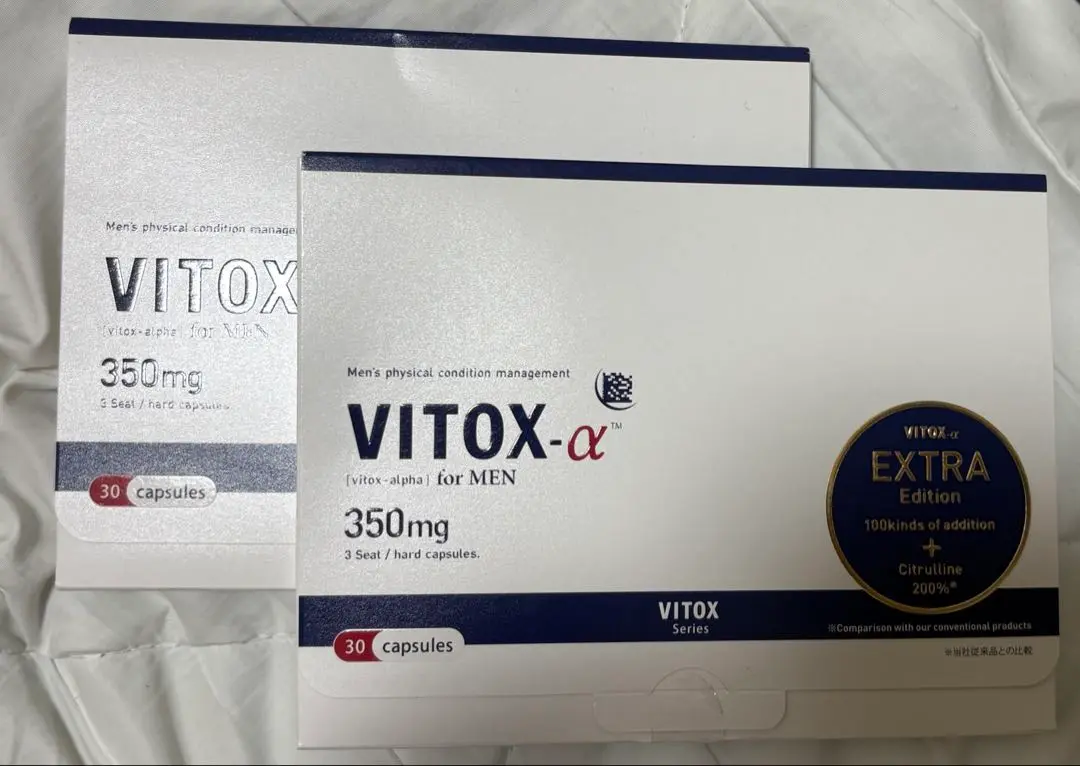 Men's physical condition manage
VITOX
[vitox-alpha] for MEN
350mg
3 Seat / hard capsules.
30 capsules
Men's physical condition management
VITOX-α™
[vitox-alpha] for MEN
350mg
3 Seat / hard capsules.
VITOX-α
EXTRA
Edition
100kinds of addition
+
Citrulline
200%*
VITOX
Series
※Comparison with our conventional products
※当社従来品との比較
30 capsules